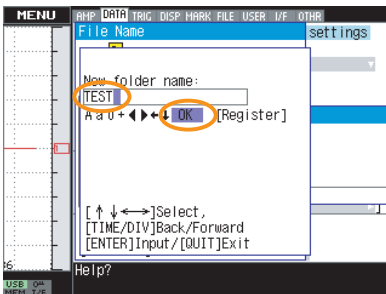 MENU
AMP DATA TRIG DISP MARK FILE USER I/F OTHR
File Name
settings
New folder name:
TEST
A a 0 + ◀ ▶ ← ↓ OK [Register]
[↑ ↓ ←→]Select,
[TIME/DIV]Back/Forward
[ENTER]Input/[QUIT]Exit
Help?
USB